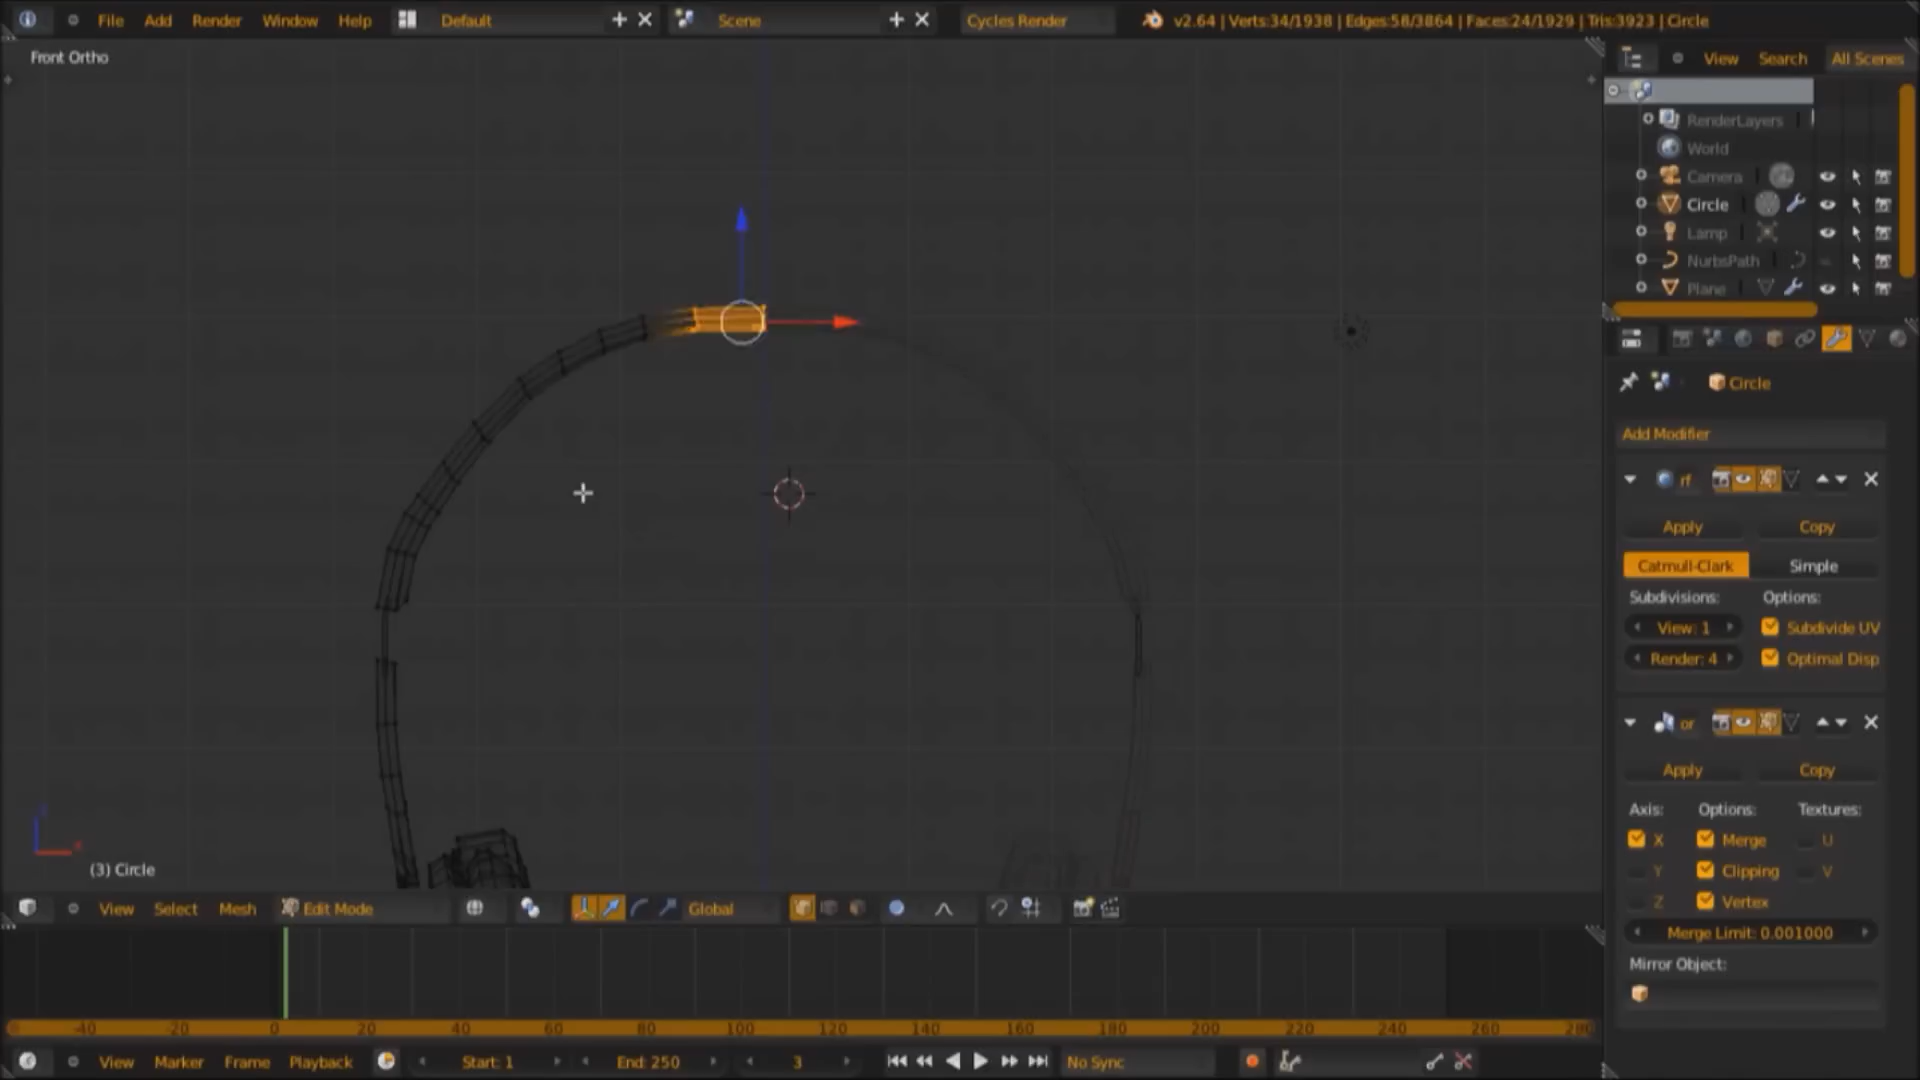 File Add Render Window Help Default Scene Cycles Render v2.64 | Verts:34/1938 | Edges:58/3864 | Faces:24/1929 | Tris:3923 | Circle
Front Ortho
View Search All Scenes
RenderLayers
World
Camera
Circle
Lamp
NurbsPath
Plane
Circle
Add Modifier
rf
Apply Copy
Catmull-Clark Simple
Subdivisions: Options:
View: 1 Subdivide UV
Render: 4 Optimal Disp
or
Apply Copy
Axis: Options: Textures:
X Merge U
Y Clipping V
Z Vertex
Merge Limit: 0.001000
Mirror Object:
(3) Circle
View Select Mesh Edit Mode Global
-40 -20 0 20 40 60 80 100 120 140 160 180 200 220 240 260 280
View Marker Frame Playback Start: 1 End: 250 3 No Sync